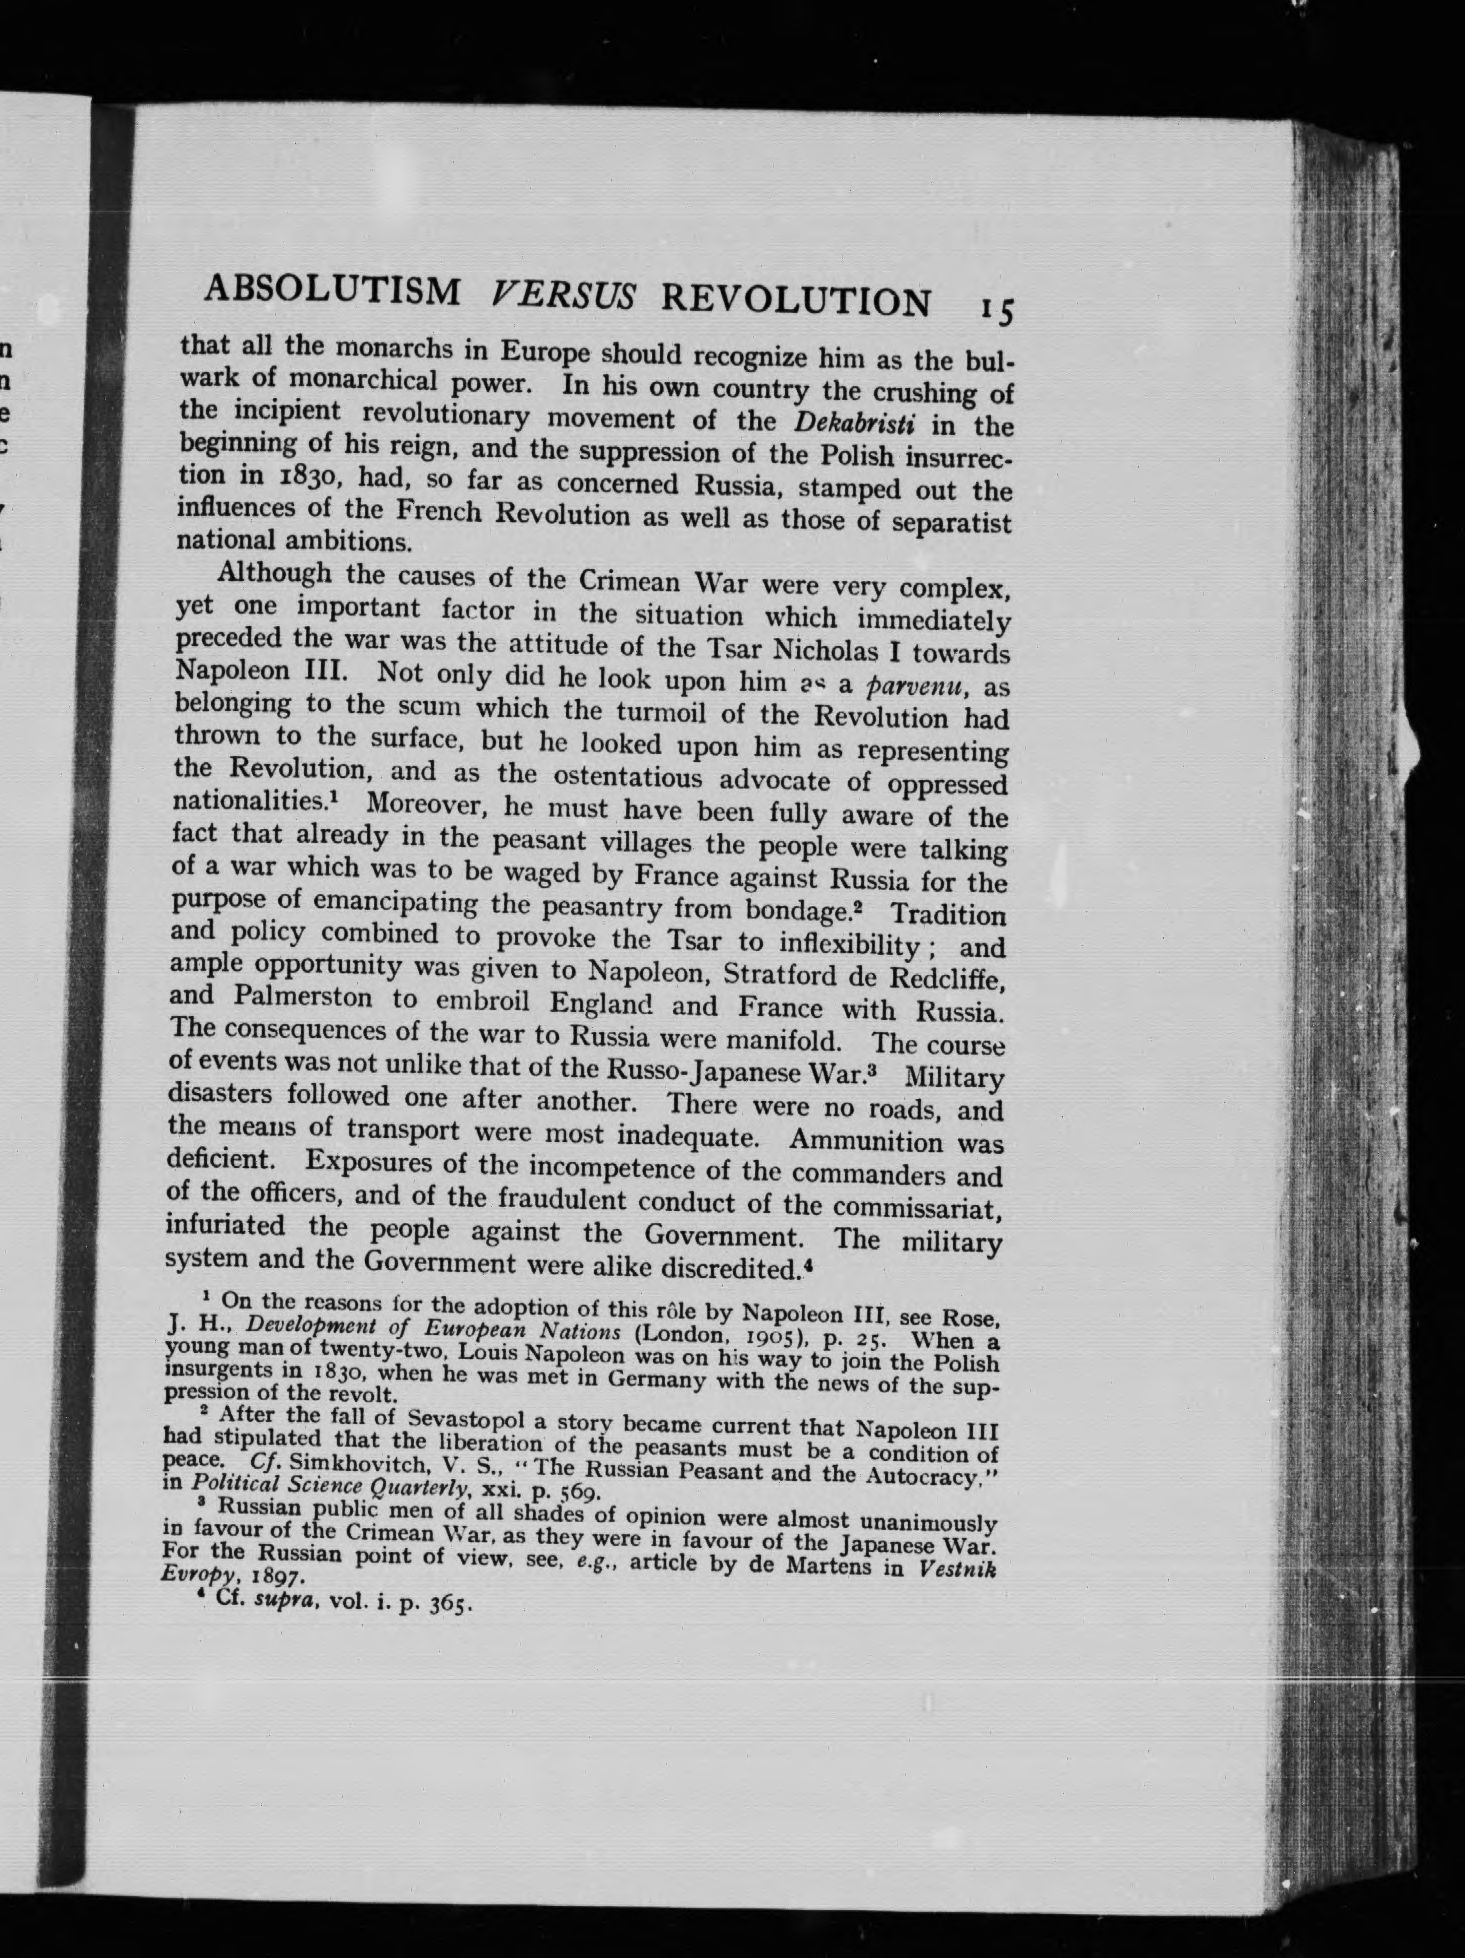 ABSOLUTISM VERSUS REVOLUTION 15
that all the monarchs in Europe should recognize him as the bul-
wark of monarchical power. In his own country the crushing of
the incipient revolutionary movement of the Dekabristi in the
beginning of his reign, and the suppression of the Polish insurrec-
tion in 1830, had, so far as concerned Russia, stamped out the
influences of the French Revolution as well as those of separatist
national ambitions.
Although the causes of the Crimean War were very complex,
yet one important factor in the situation which immediately
preceded the war was the attitude of the Tsar Nicholas I towards
Napoleon III. Not only did he look upon him as a parvenu, as
belonging to the scum which the turmoil of the Revolution had
thrown to the surface, but he looked upon him as representing
the Revolution, and as the ostentatious advocate of oppressed
nationalities.¹ Moreover, he must have been fully aware of the
fact that already in the peasant villages the people were talking
of a war which was to be waged by France against Russia for the
purpose of emancipating the peasantry from bondage.² Tradition
and policy combined to provoke the Tsar to inflexibility ; and
ample opportunity was given to Napoleon, Stratford de Redcliffe,
and Palmerston to embroil England and France with Russia.
The consequences of the war to Russia were manifold. The course
of events was not unlike that of the Russo-Japanese War.³ Military
disasters followed one after another. There were no roads, and
the means of transport were most inadequate. Ammunition was
deficient. Exposures of the incompetence of the commanders and
of the officers, and of the fraudulent conduct of the commissariat,
infuriated the people against the Government. The military
system and the Government were alike discredited.⁴
¹ On the reasons for the adoption of this rôle by Napoleon III, see Rose,
J. H., Development of European Nations (London, 1905), p. 25. When a
young man of twenty-two, Louis Napoleon was on his way to join the Polish
insurgents in 1830, when he was met in Germany with the news of the sup-
pression of the revolt.
² After the fall of Sevastopol a story became current that Napoleon III
had stipulated that the liberation of the peasants must be a condition of
peace. Cf. Simkhovitch, V. S., "The Russian Peasant and the Autocracy,"
in Political Science Quarterly, xxi. p. 569.
³ Russian public men of all shades of opinion were almost unanimously
in favour of the Crimean War, as they were in favour of the Japanese War.
For the Russian point of view, see, e.g., article by de Martens in Vestnik
Evropy, 1897.
⁴ Cf. supra, vol. i. p. 365.